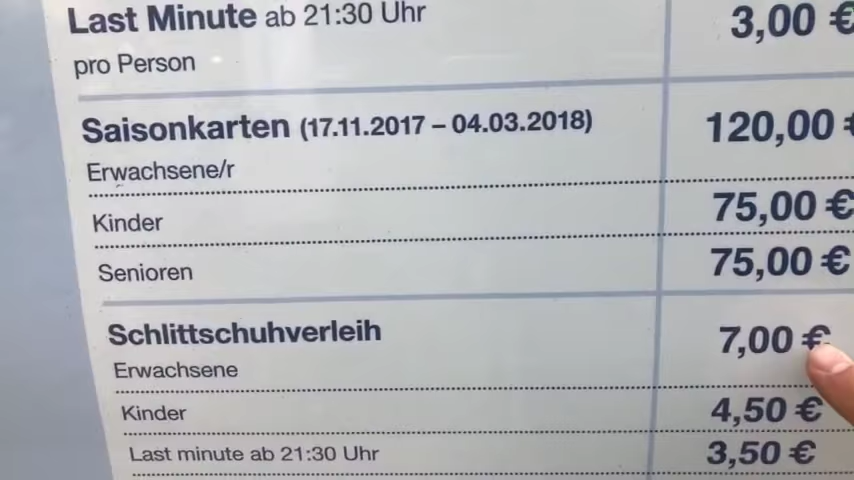 Last Minute ab 21:30 Uhr 3,00 €
pro Person
Saisonkarten (17.11.2017 – 04.03.2018) 120,00 €
Erwachsene/r
Kinder 75,00 €
Senioren 75,00 €
Schlittschuhverleih 7,00 €
Erwachsene
Kinder 4,50 €
Last minute ab 21:30 Uhr 3,50 €